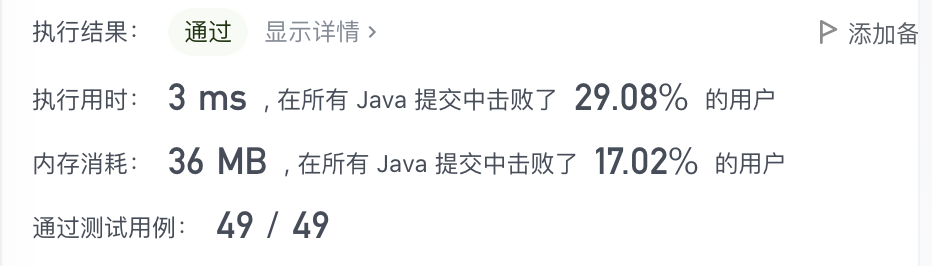 执行结果： 通过 显示详情 > 添加备
执行用时： 3 ms , 在所有 Java 提交中击败了 29.08% 的用户
内存消耗： 36 MB , 在所有 Java 提交中击败了 17.02% 的用户
通过测试用例： 49 / 49